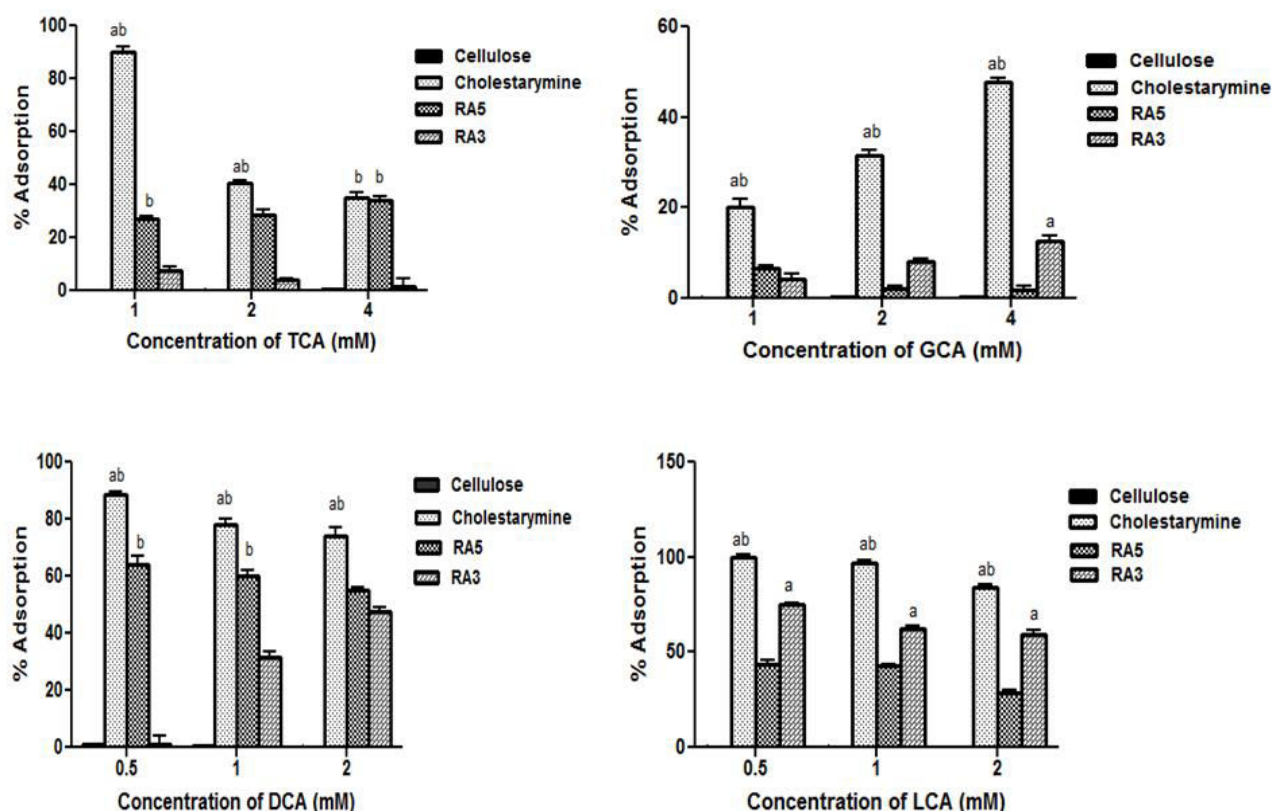 100
80
60
40
20
0
% Adsorption
ab
b
ab
b
b
1
2
4
Concentration of TCA (mM)
Cellulose
Cholestarymine
RA5
RA3
60
40
20
0
% Adsorption
ab
ab
ab
a
1
2
4
Concentration of GCA (mM)
Cellulose
Cholestarymine
RA5
RA3
100
80
60
40
20
0
% Adsorption
ab
b
ab
b
ab
0.5
1
2
Concentration of DCA (mM)
Cellulose
Cholestarymine
RA5
RA3
150
100
50
0
% Adsorption
ab
a
ab
a
ab
a
0.5
1
2
Concentration of LCA (mM)
Cellulose
Cholestarymine
RA5
RA3